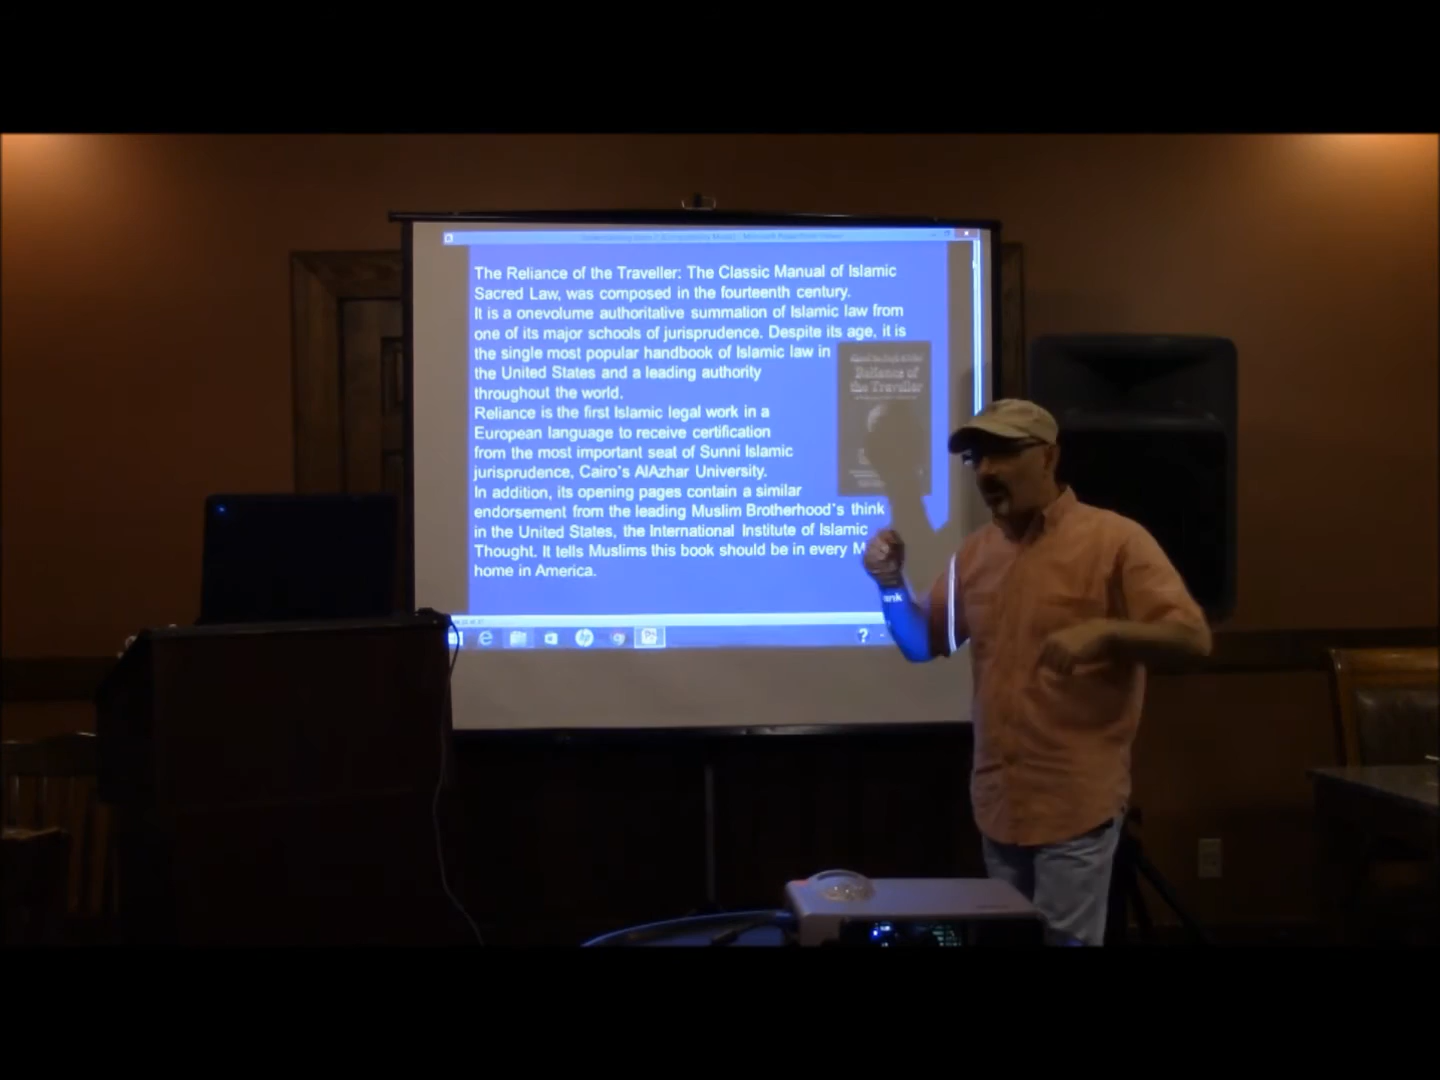 The Reliance of the Traveller: The Classic Manual of Islamic
Sacred Law, was composed in the fourteenth century.
It is a onevolume authoritative summation of Islamic law from
one of its major schools of jurisprudence. Despite its age, it is
the single most popular handbook of Islamic law in
the United States and a leading authority
throughout the world.
Reliance is the first Islamic legal work in a
European language to receive certification
from the most important seat of Sunni Islamic
jurisprudence, Cairo's AlAzhar University.
In addition, its opening pages contain a similar
endorsement from the leading Muslim Brotherhood's think
in the United States, the International Institute of Islamic
Thought. It tells Muslims this book should be in every M
home in America.
Reliance of
the Traveller
?